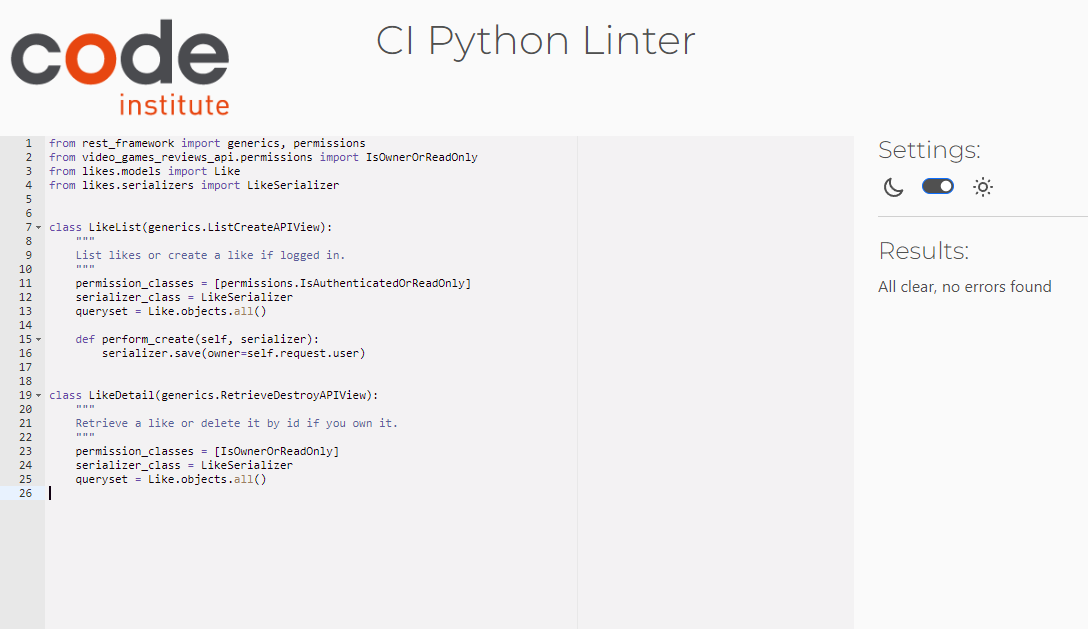 code
institute
CI Python Linter
1 from rest_framework import generics, permissions
2 from video_games_reviews_api.permissions import IsOwnerOrReadOnly
3 from likes.models import Like
4 from likes.serializers import LikeSerializer
5
6
7 class LikeList(generics.ListCreateAPIView):
8     """
9     List likes or create a like if logged in.
10     """
11     permission_classes = [permissions.IsAuthenticatedOrReadOnly]
12     serializer_class = LikeSerializer
13     queryset = Like.objects.all()
14
15     def perform_create(self, serializer):
16         serializer.save(owner=self.request.user)
17
18
19 class LikeDetail(generics.RetrieveDestroyAPIView):
20     """
21     Retrieve a like or delete it by id if you own it.
22     """
23     permission_classes = [IsOwnerOrReadOnly]
24     serializer_class = LikeSerializer
25     queryset = Like.objects.all()
26
Settings:
Results:
All clear, no errors found